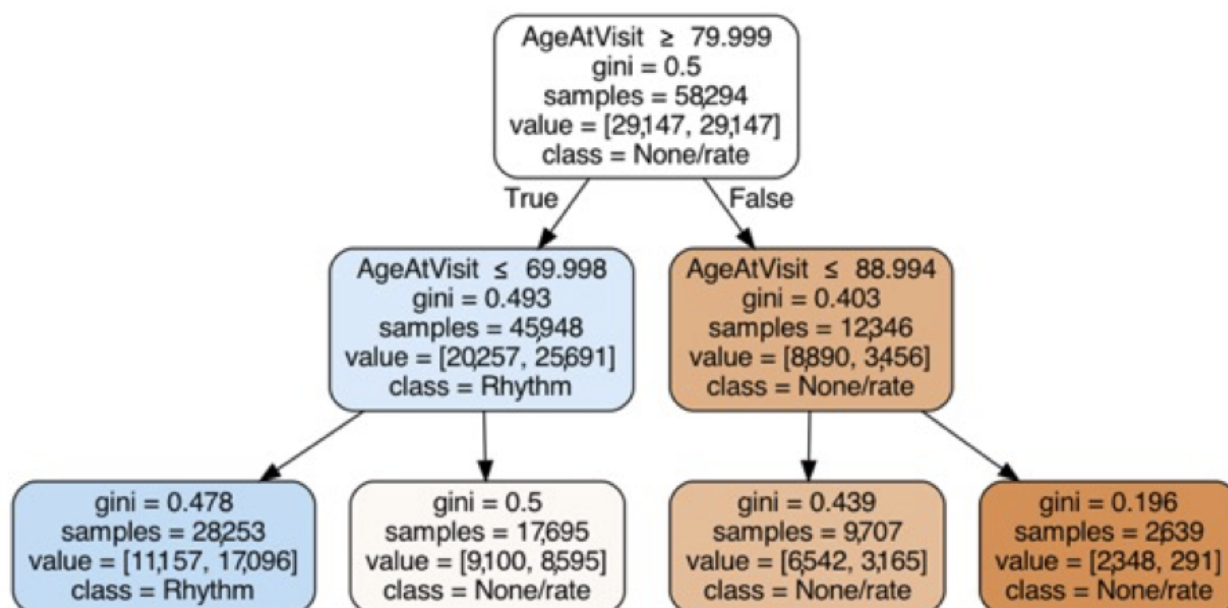 AgeAtVisit ≥ 79.999
gini = 0.5
samples = 58,294
value = [29,147, 29,147]
class = None/rate
True
False
AgeAtVisit ≤ 69.998
gini = 0.493
samples = 45,948
value = [20,257, 25,691]
class = Rhythm
AgeAtVisit ≤ 88.994
gini = 0.403
samples = 12,346
value = [8,890, 3,456]
class = None/rate
gini = 0.478
samples = 28,253
value = [11,157, 17,096]
class = Rhythm
gini = 0.5
samples = 17,695
value = [9,100, 8,595]
class = None/rate
gini = 0.439
samples = 9,707
value = [6,542, 3,165]
class = None/rate
gini = 0.196
samples = 2,639
value = [2,348, 291]
class = None/rate